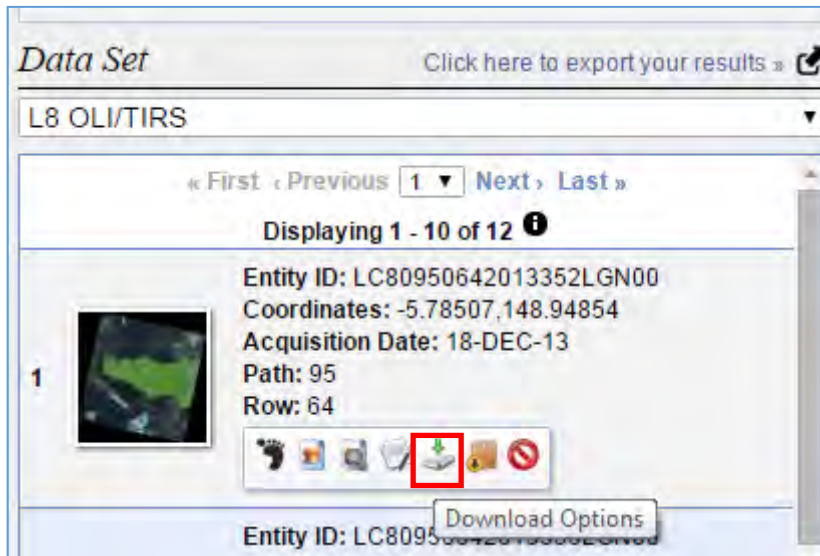 Data Set
Click here to export your results »
L8 OLI/TIRS
« First ‹ Previous 1 Next › Last »
Displaying 1 - 10 of 12
Entity ID: LC80950642013352LGN00
Coordinates: -5.78507,148.94854
Acquisition Date: 18-DEC-13
1
Path: 95
Row: 64
Download Options
Entity ID: